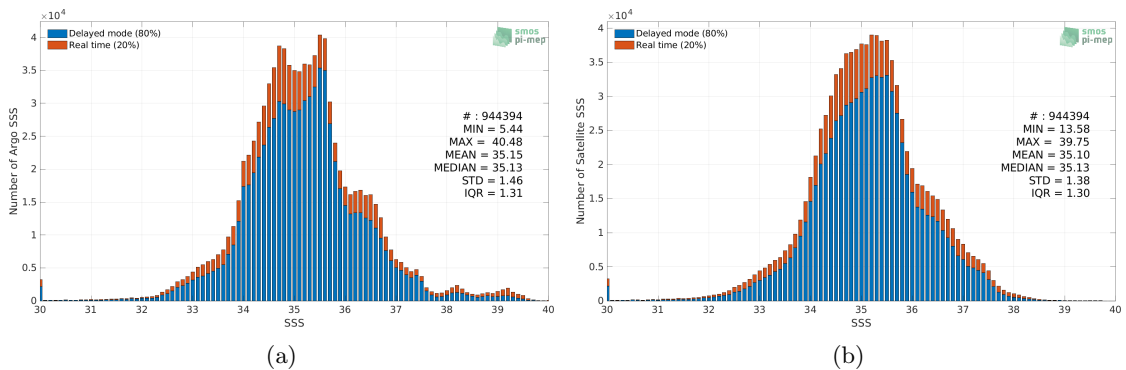 ×10⁴
Delayed mode (80%)
Real time (20%)
smos
pi-mep
# : 944394
MIN = 5.44
MAX = 40.48
MEAN = 35.15
MEDIAN = 35.13
STD = 1.46
IQR = 1.31
Number of Argo SSS
4
3.5
3
2.5
2
1.5
1
0.5
0
30 31 32 33 34 35 36 37 38 39 40
SSS
(a)
×10⁴
Delayed mode (80%)
Real time (20%)
smos
pi-mep
# : 944394
MIN = 13.58
MAX = 39.75
MEAN = 35.10
MEDIAN = 35.13
STD = 1.38
IQR = 1.30
Number of Satellite SSS
4
3.5
3
2.5
2
1.5
1
0.5
0
30 31 32 33 34 35 36 37 38 39 40
SSS
(b)